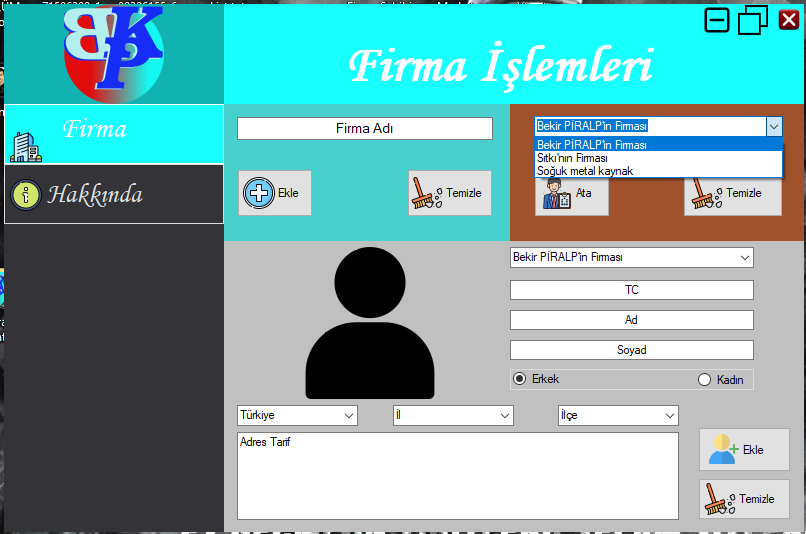 BPK
Firma İşlemleri
Firma
Hakkında
Firma Adı
Ekle
Temizle
Bekir PİRALP'in Firması
Bekir PİRALP'in Firması
Sıtkı'nın Firması
Soğuk metal kaynak
Ata
Temizle
Bekir PİRALP'in Firması
TC
Ad
Soyad
Erkek
Kadın
Türkiye
İl
İlçe
Adres Tarif
Ekle
Temizle